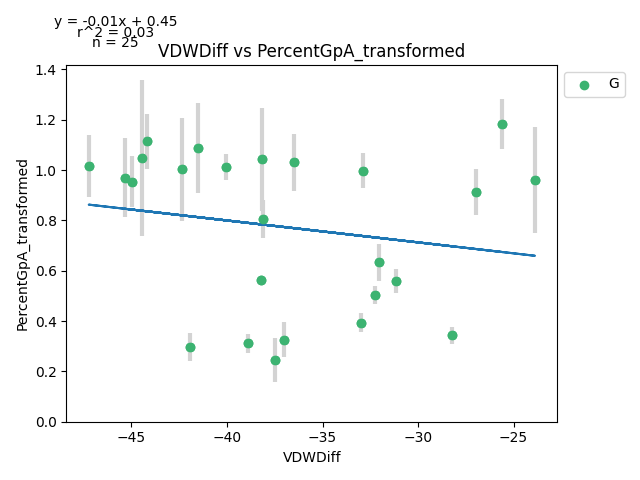 y = -0.01x + 0.45
r^2 = 0.03
n = 25
VDWDiff vs PercentGpA_transformed
G
PercentGpA_transformed
1.4
1.2
1.0
0.8
0.6
0.4
0.2
0.0
−45
−40
−35
−30
−25
VDWDiff